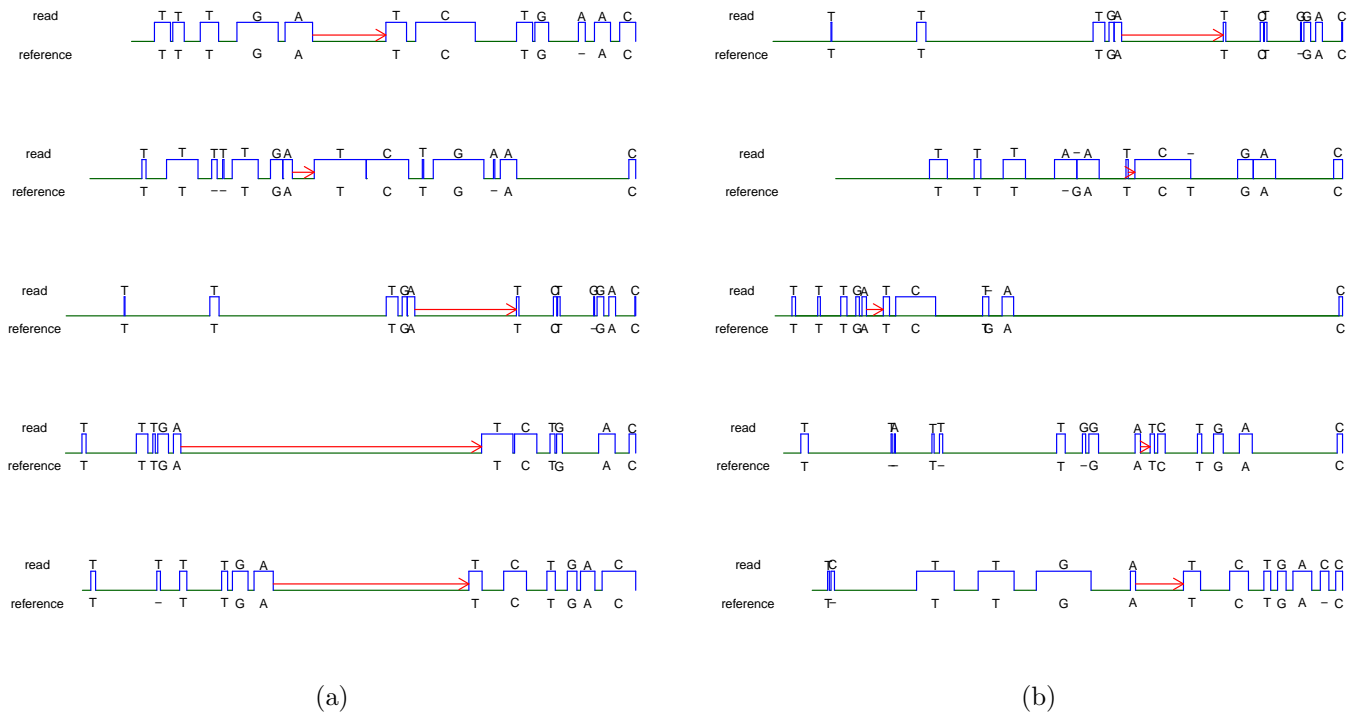 read T T T G A T C T G A A C
reference T T T G A T C T G – A C
read T T T T T G A T C T G A A C
reference T T – – T G A T C T G – A C
read T T T G A T C T G G A C
reference T T T G A T C T – G A C
read T T T G A T C T G A C
reference T T T G A T C T G A C
read T T T T G A T C T G A C
reference T – T T G A T C T G A C
(a)
read T T T G A T C T G G A C
reference T T T G A T C T – G A C
read T T T A – A T C – G A C
reference T T T – G A T C T G A C
read T T T G A T C T – A C
reference T T T G A T C T G A C
read T T A T T T G G A T C T G A C
reference T – – T – T – G A T C T G A C
read T C T T G A T C T G A C C
reference T – T T G A T C T G A – C
(b)